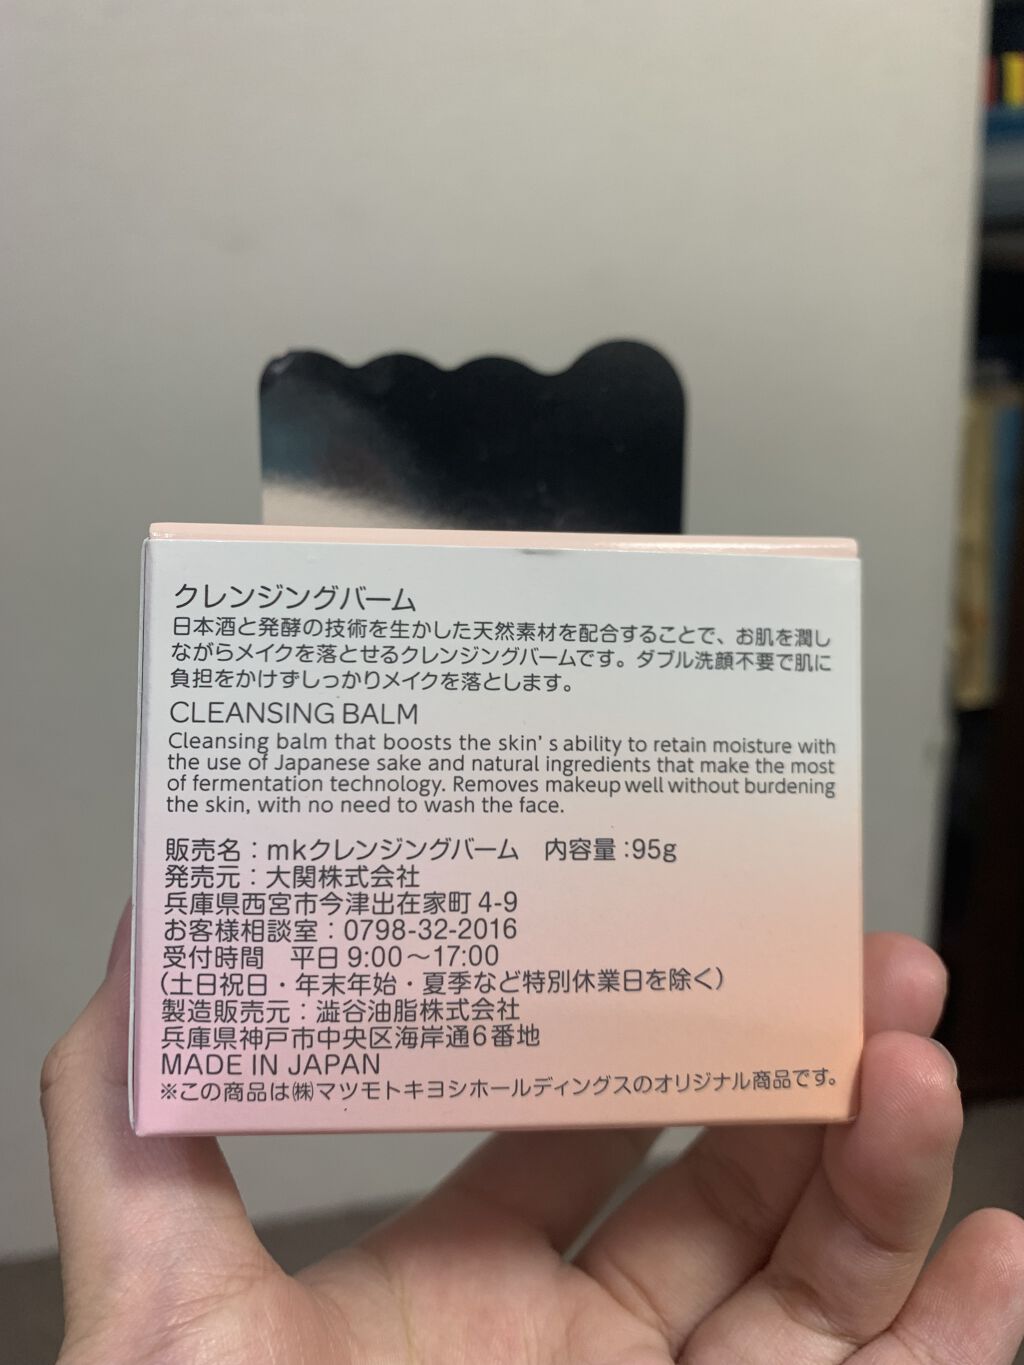 クレンジングバーム
日本酒と発酵の技術を生かした天然素材を配合することで、お肌を潤し
ながらメイクを落とせるクレンジングバームです。ダブル洗顔不要で肌に
負担をかけずしっかりメイクを落とします。
CLEANSING BALM
Cleansing balm that boosts the skin's ability to retain moisture with
the use of Japanese sake and natural ingredients that make the most
of fermentation technology. Removes makeup well without burdening
the skin, with no need to wash the face.
販売名：mkクレンジングバーム　内容量：95g
発売元：大関株式会社
兵庫県西宮市今津出在家町 4-9
お客様相談室：0798-32-2016
受付時間　平日 9:00～17:00
(土日祝日・年末年始・夏季など特別休業日を除く)
製造販売元：澁谷油脂株式会社
兵庫県神戸市中央区海岸通6番地
MADE IN JAPAN
※この商品は㈱マツモトキヨシホールディングスのオリジナル商品です。